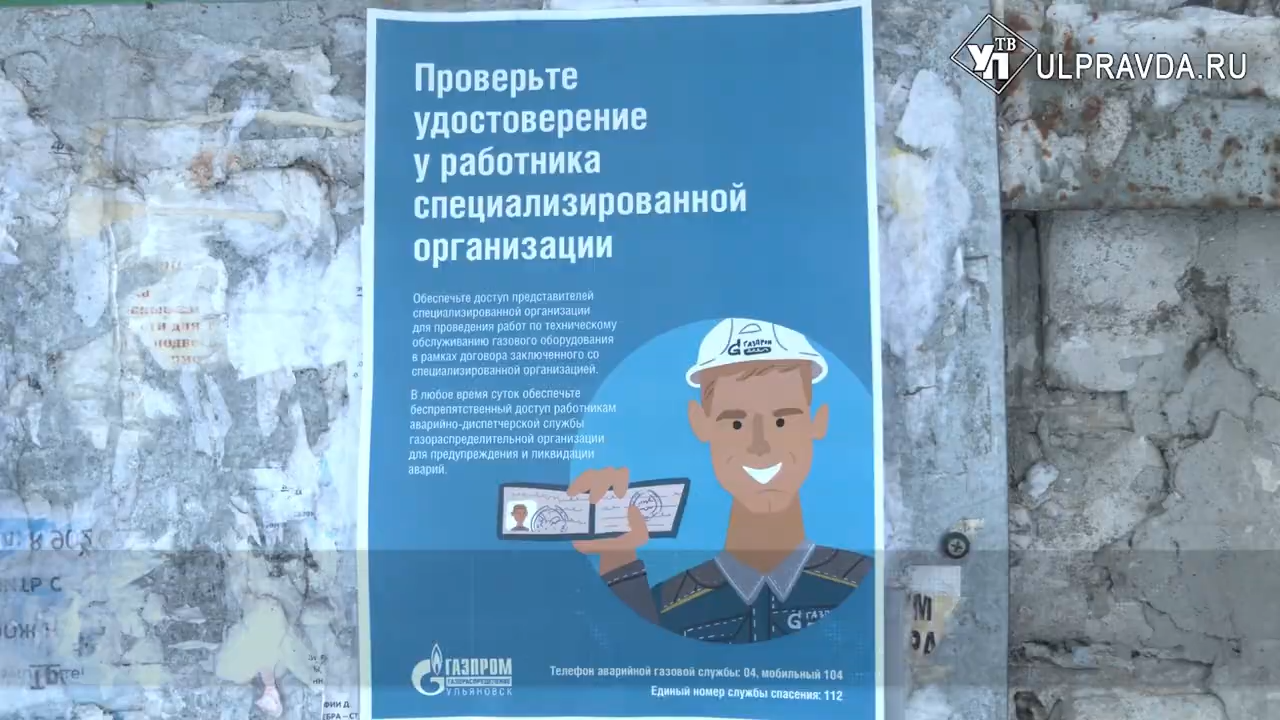 ТВ
УП
ULPRAVDA.RU
Проверьте
удостоверение
у работника
специализированной
организации
Обеспечьте доступ представителей
специализированной организации
для проведения работ по техническому
обслуживанию газового оборудования
в рамках договора заключенного со
специализированной организацией.
В любое время суток обеспечьте
беспрепятственный доступ работникам
аварийно-диспетчерской службы
газораспределительной организации
для предупреждения и ликвидации
аварий.
ГАЗПРОМ
ГАЗПРОМ
ГАЗОРАСПРЕДЕЛЕНИЕ
УЛЬЯНОВСК
Телефон аварийной газовой службы: 04, мобильный 104
Единый номер службы спасения: 112